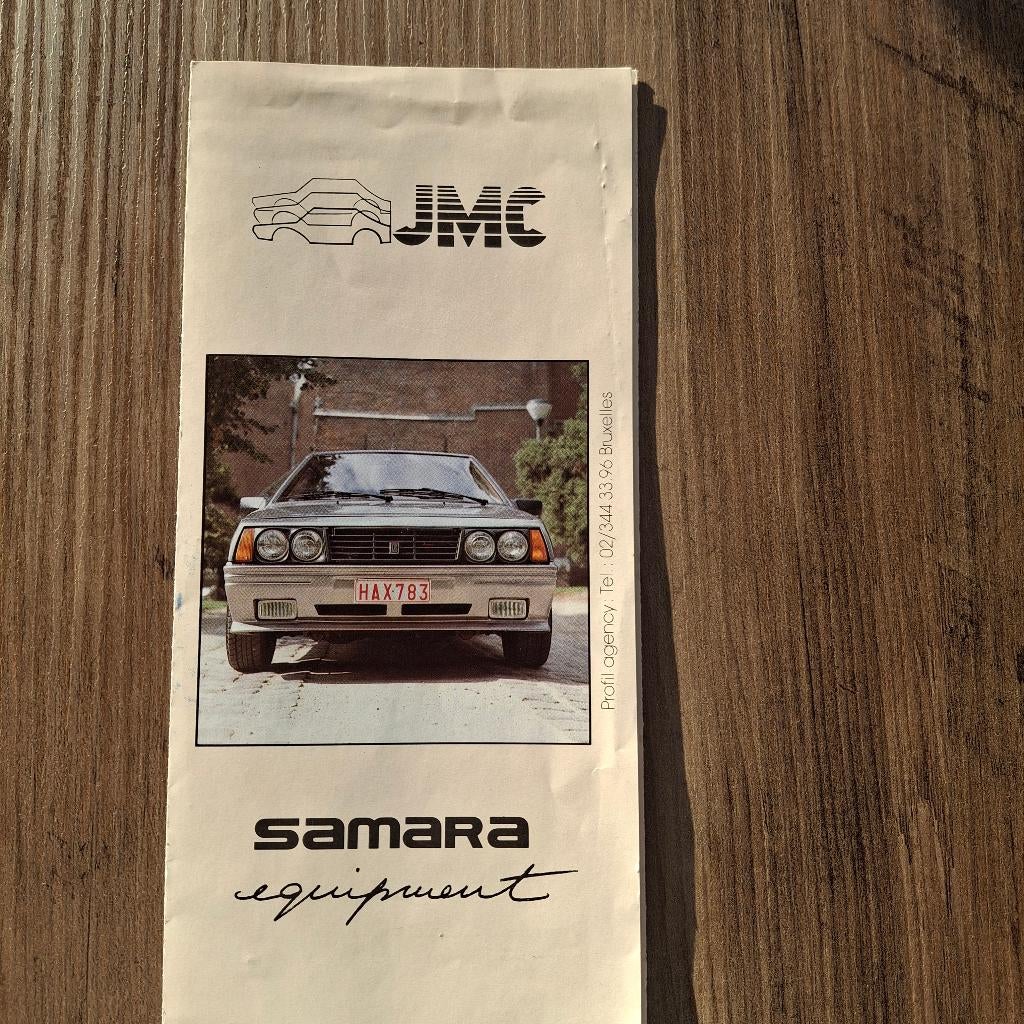 JMC
HAX783
Profil agency: Tel : 02/344.33.96 Bruxelles
samara
equipment